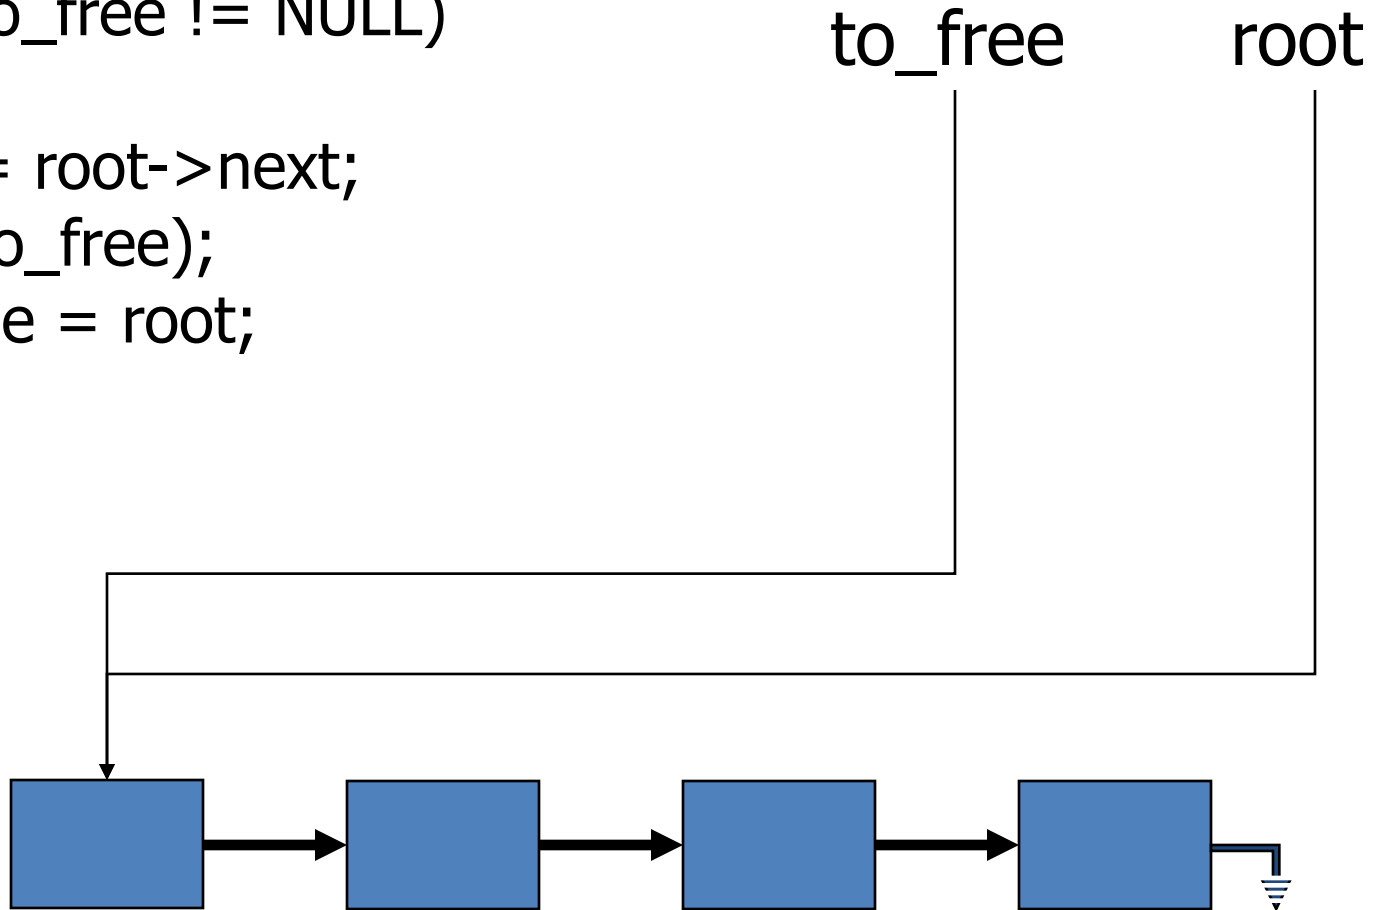 o_free != NULL)
to_free root
= root->next;
o_free);
e = root;